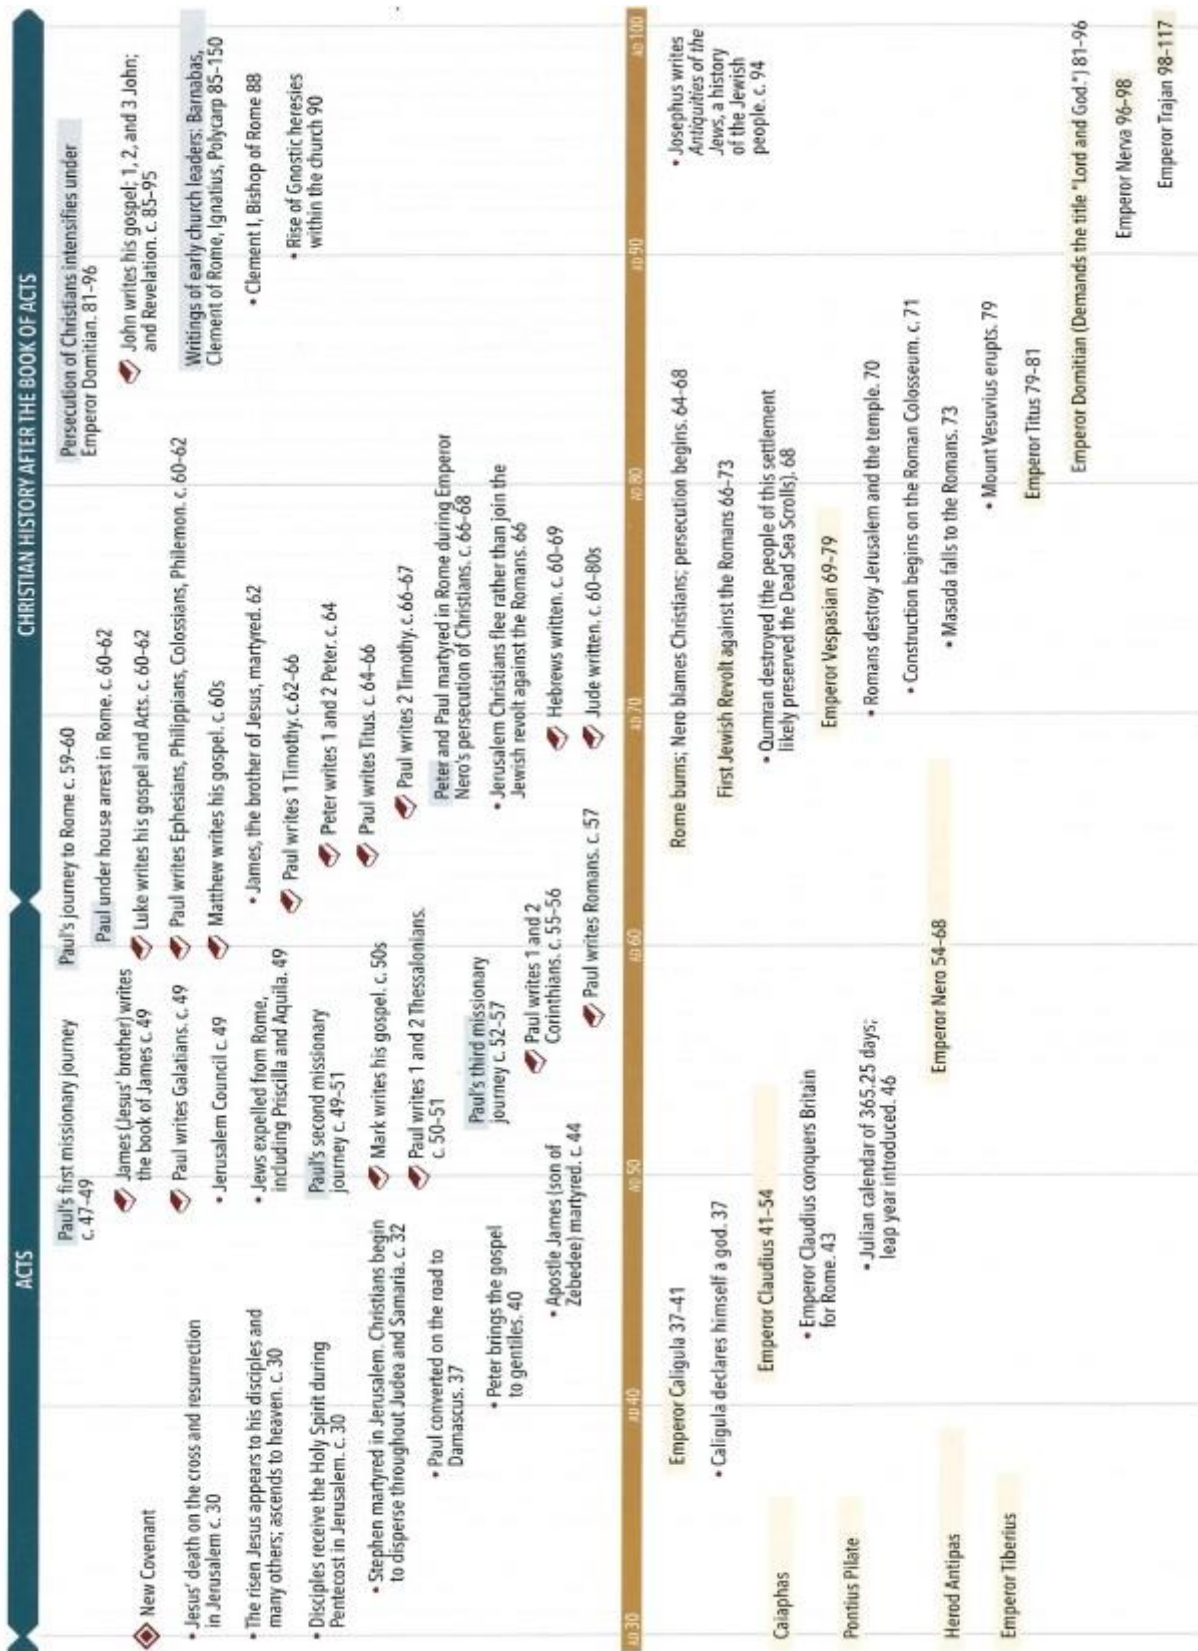 ACTS
CHRISTIAN HISTORY AFTER THE BOOK OF ACTS
New Covenant
• Jesus' death on the cross and resurrection
in Jerusalem c. 30
• The risen Jesus appears to his disciples and
many others; ascends to heaven. c. 30
• Disciples receive the Holy Spirit during
Pentecost in Jerusalem. c. 30
• Stephen martyred in Jerusalem. Christians begin
to disperse throughout Judea and Samaria. c. 32
• Paul converted on the road to
Damascus. 37
• Peter brings the gospel
to gentiles. 40
• Apostle James (son of
Zebedee) martyred. c. 44
Paul's first missionary journey
c. 47–49
James (Jesus' brother) writes
the book of James c. 49
Paul writes Galatians. c. 49
• Jerusalem Council c. 49
• Jews expelled from Rome,
including Priscilla and Aquila. 49
Paul's second missionary
journey c. 49–51
Mark writes his gospel. c. 50s
Paul writes 1 and 2 Thessalonians.
c. 50–51
Paul's third missionary
journey c. 52–57
Paul writes 1 and 2
Corinthians. c. 55–56
Paul writes Romans. c. 57
Paul's journey to Rome c. 59–60
Paul under house arrest in Rome. c. 60–62
Luke writes his gospel and Acts. c. 60–62
Paul writes Ephesians, Philippians, Colossians, Philemon. c. 60–62
Matthew writes his gospel. c. 60s
• James, the brother of Jesus, martyred. 62
Paul writes 1 Timothy. c.62–66
Peter writes 1 and 2 Peter. c. 64
Paul writes Titus. c. 64–66
Paul writes 2 Timothy. c. 66–67
Peter and Paul martyred in Rome during Emperor
Nero's persecution of Christians. c. 66–68
• Jerusalem Christians flee rather than join the
Jewish revolt against the Romans. 66
Hebrews written. c. 60–69
Jude written. c. 60–80s
Persecution of Christians intensifies under
Emperor Domitian. 81–96
John writes his gospel; 1, 2, and 3 John;
and Revelation. c. 85–95
Writings of early church leaders: Barnabas,
Clement of Rome, Ignatius, Polycarp 85–150
• Clement I, Bishop of Rome 88
• Rise of Gnostic heresies
within the church 90
AD 30
AD 40
AD 50
AD 60
AD 70
AD 80
AD 90
AD 100
Caiaphas
Pontius Pilate
Herod Antipas
Emperor Tiberius
Emperor Caligula 37–41
• Caligula declares himself a god. 37
Emperor Claudius 41–54
• Emperor Claudius conquers Britain
for Rome. 43
• Julian calendar of 365.25 days;
leap year introduced. 46
Emperor Nero 54–68
Rome burns; Nero blames Christians; persecution begins. 64–68
First Jewish Revolt against the Romans 66–73
• Qumran destroyed (the people of this settlement
likely preserved the Dead Sea Scrolls). 68
Emperor Vespasian 69–79
• Romans destroy Jerusalem and the temple. 70
• Construction begins on the Roman Colosseum. c. 71
• Masada falls to the Romans. 73
• Mount Vesuvius erupts. 79
Emperor Titus 79–81
Emperor Domitian (Demands the title "Lord and God.") 81–96
• Josephus writes
Antiquities of the
Jews, a history
of the Jewish
people. c. 94
Emperor Nerva 96–98
Emperor Trajan 98–117